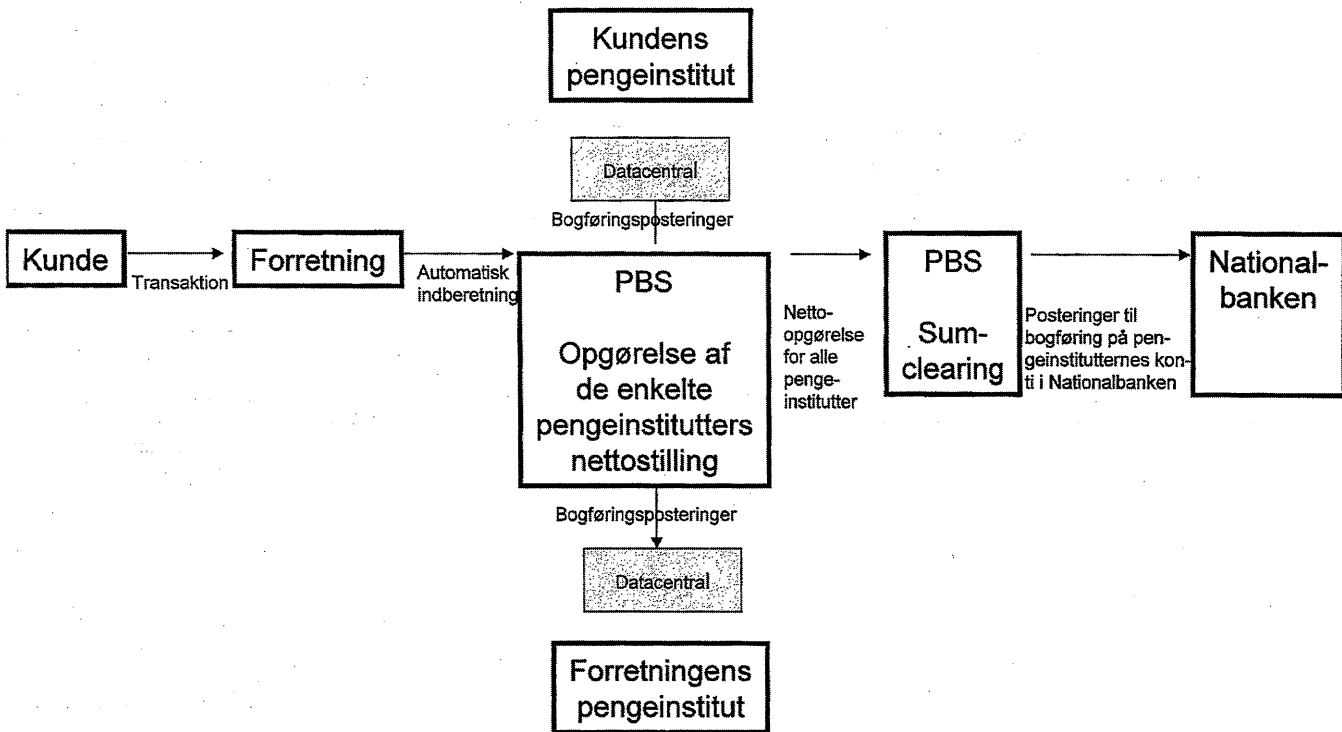 Kundens
pengeinstitut
Datacentral
Bogføringsposteringer
Kunde
Transaktion
Forretning
Automatisk
indberetning
PBS
Opgørelse af
de enkelte
pengeinstitutters
nettostilling
Netto-
opgørelse
for alle
penge-
institutter
PBS
Sum-
clearing
Posteringer til
bogføring på pen-
geinstitutternes kon-
ti i Nationalbanken
National-
banken
Bogføringsposteringer
Datacentral
Forretningens
pengeinstitut